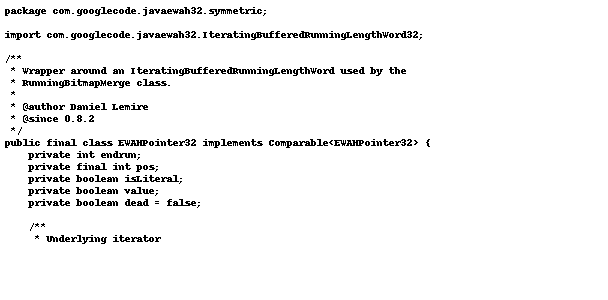 package com.googlecode.javaewah32.symmetric;

import com.googlecode.javaewah32.IteratingBufferedRunningLengthWord32;

/**
 * Wrapper around an IteratingBufferedRunningLengthWord used by the
 * RunningBitmapMerge class.
 *
 * @author Daniel Lemire
 * @since 0.8.2
 */
public final class EWAHPointer32 implements Comparable<EWAHPointer32> {
    private int endrun;
    private final int pos;
    private boolean isLiteral;
    private boolean value;
    private boolean dead = false;

    /**
     * Underlying iterator